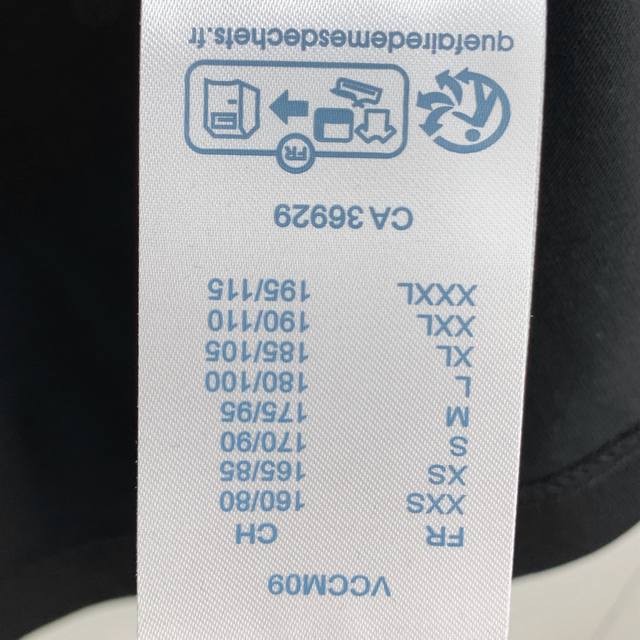 VCCM09
FR CH
XXS 160/80
XS 165/85
S 170/90
M 175/95
L 180/100
XL 185/105
XXL 190/110
XXXL 195/115
CA 36929
FR
quefairedemesdechets.fr